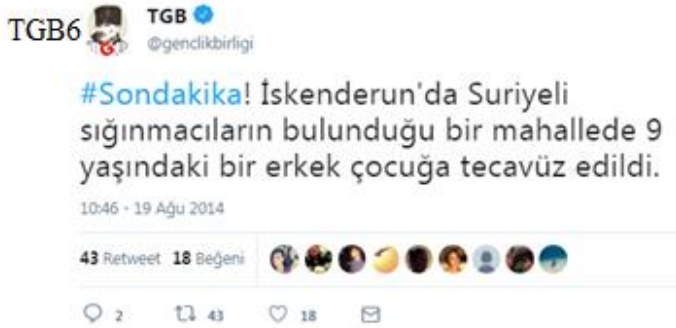 TGB6
TGB
@genclikbirligi
#Sondakika! İskenderun'da Suriyeli
sığınmacıların bulunduğu bir mahallede 9
yaşındaki bir erkek çocuğa tecavüz edildi.
10:46 - 19 Ağu 2014
43 Retweet 18 Beğeni
2 43 18